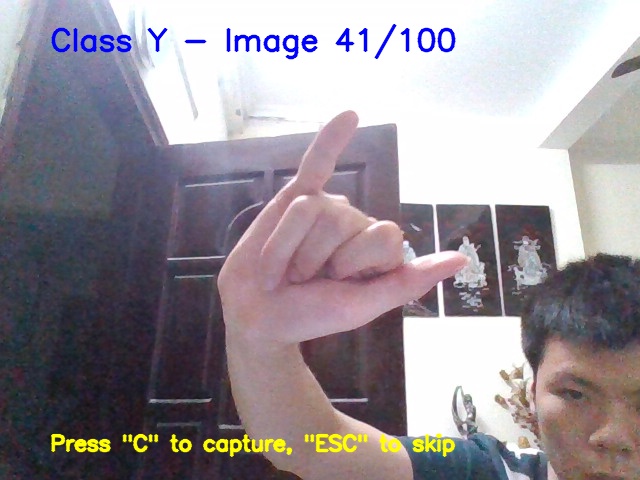 Class Y - Image 41/100
Press "C" to capture, "ESC" to skip